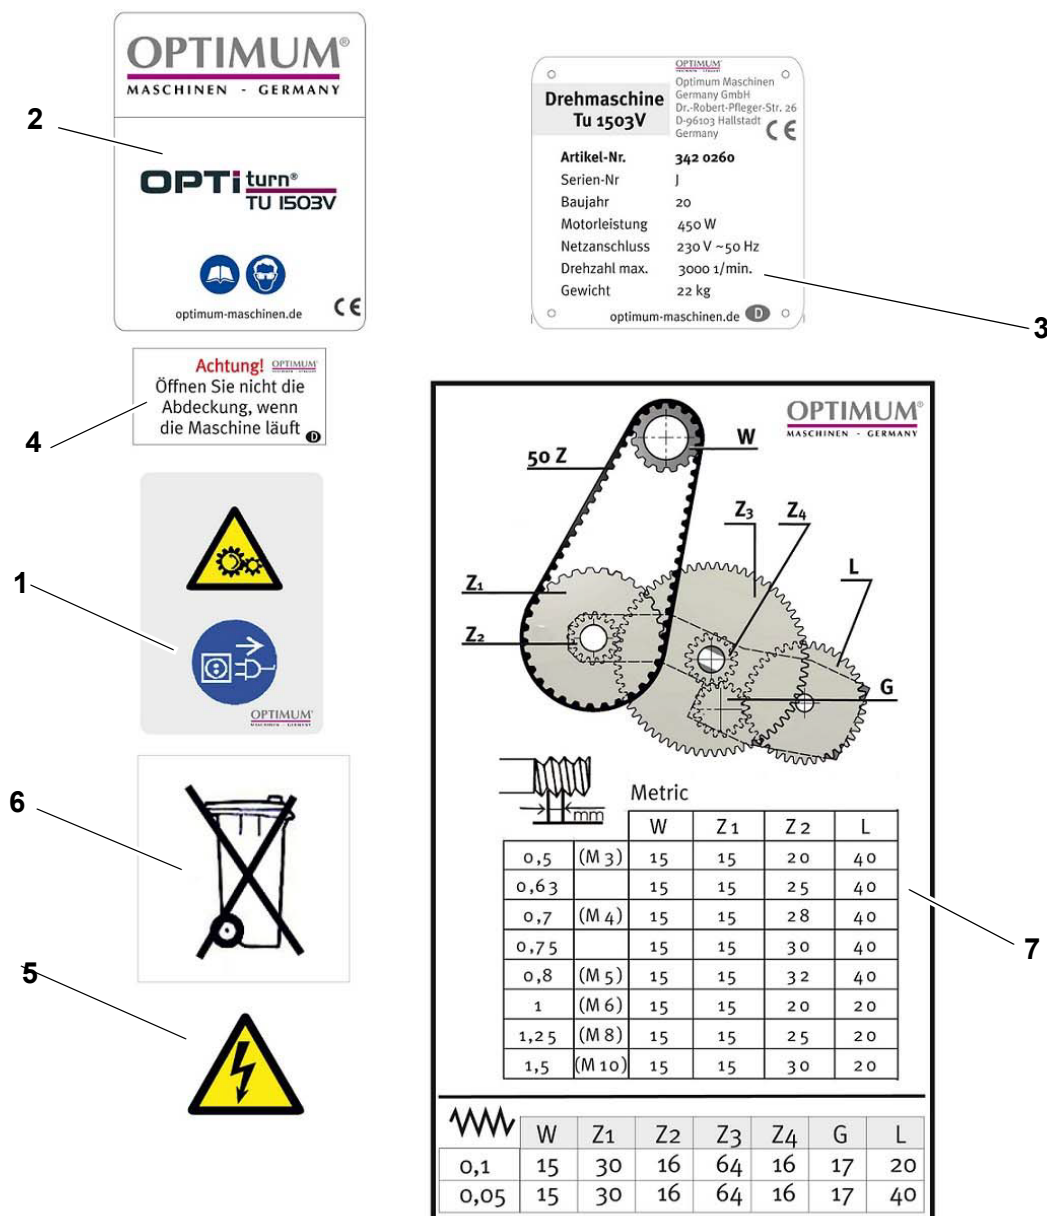 OPTIMUM®
MASCHINEN - GERMANY
2
OPTi turn®
TU 1503V
optimum-maschinen.de CE
OPTIMUM
Drehmaschine
Tu 1503V
Optimum Maschinen
Germany GmbH
Dr.-Robert-Pfleger-Str. 26
D-96103 Hallstadt
Germany CE
Artikel-Nr. 342 0260
Serien-Nr J
Baujahr 20
Motorleistung 450 W
Netzanschluss 230 V ~50 Hz
Drehzahl max. 3000 1/min.
Gewicht 22 kg
optimum-maschinen.de D
3
Achtung! OPTIMUM
Öffnen Sie nicht die
Abdeckung, wenn
die Maschine läuft D
4
1
OPTIMUM
MASCHINEN - GERMANY
6
5
OPTIMUM®
MASCHINEN - GERMANY
50 Z
W
Z3
Z4
L
Z1
Z2
G
mm
Metric
W Z1 Z2 L
0,5 (M 3) 15 15 20 40
0,63 15 15 25 40
0,7 (M 4) 15 15 28 40
0,75 15 15 30 40
0,8 (M 5) 15 15 32 40
1 (M 6) 15 15 20 20
1,25 (M 8) 15 15 25 20
1,5 (M 10) 15 15 30 20
7
W Z1 Z2 Z3 Z4 G L
0,1 15 30 16 64 16 17 20
0,05 15 30 16 64 16 17 40